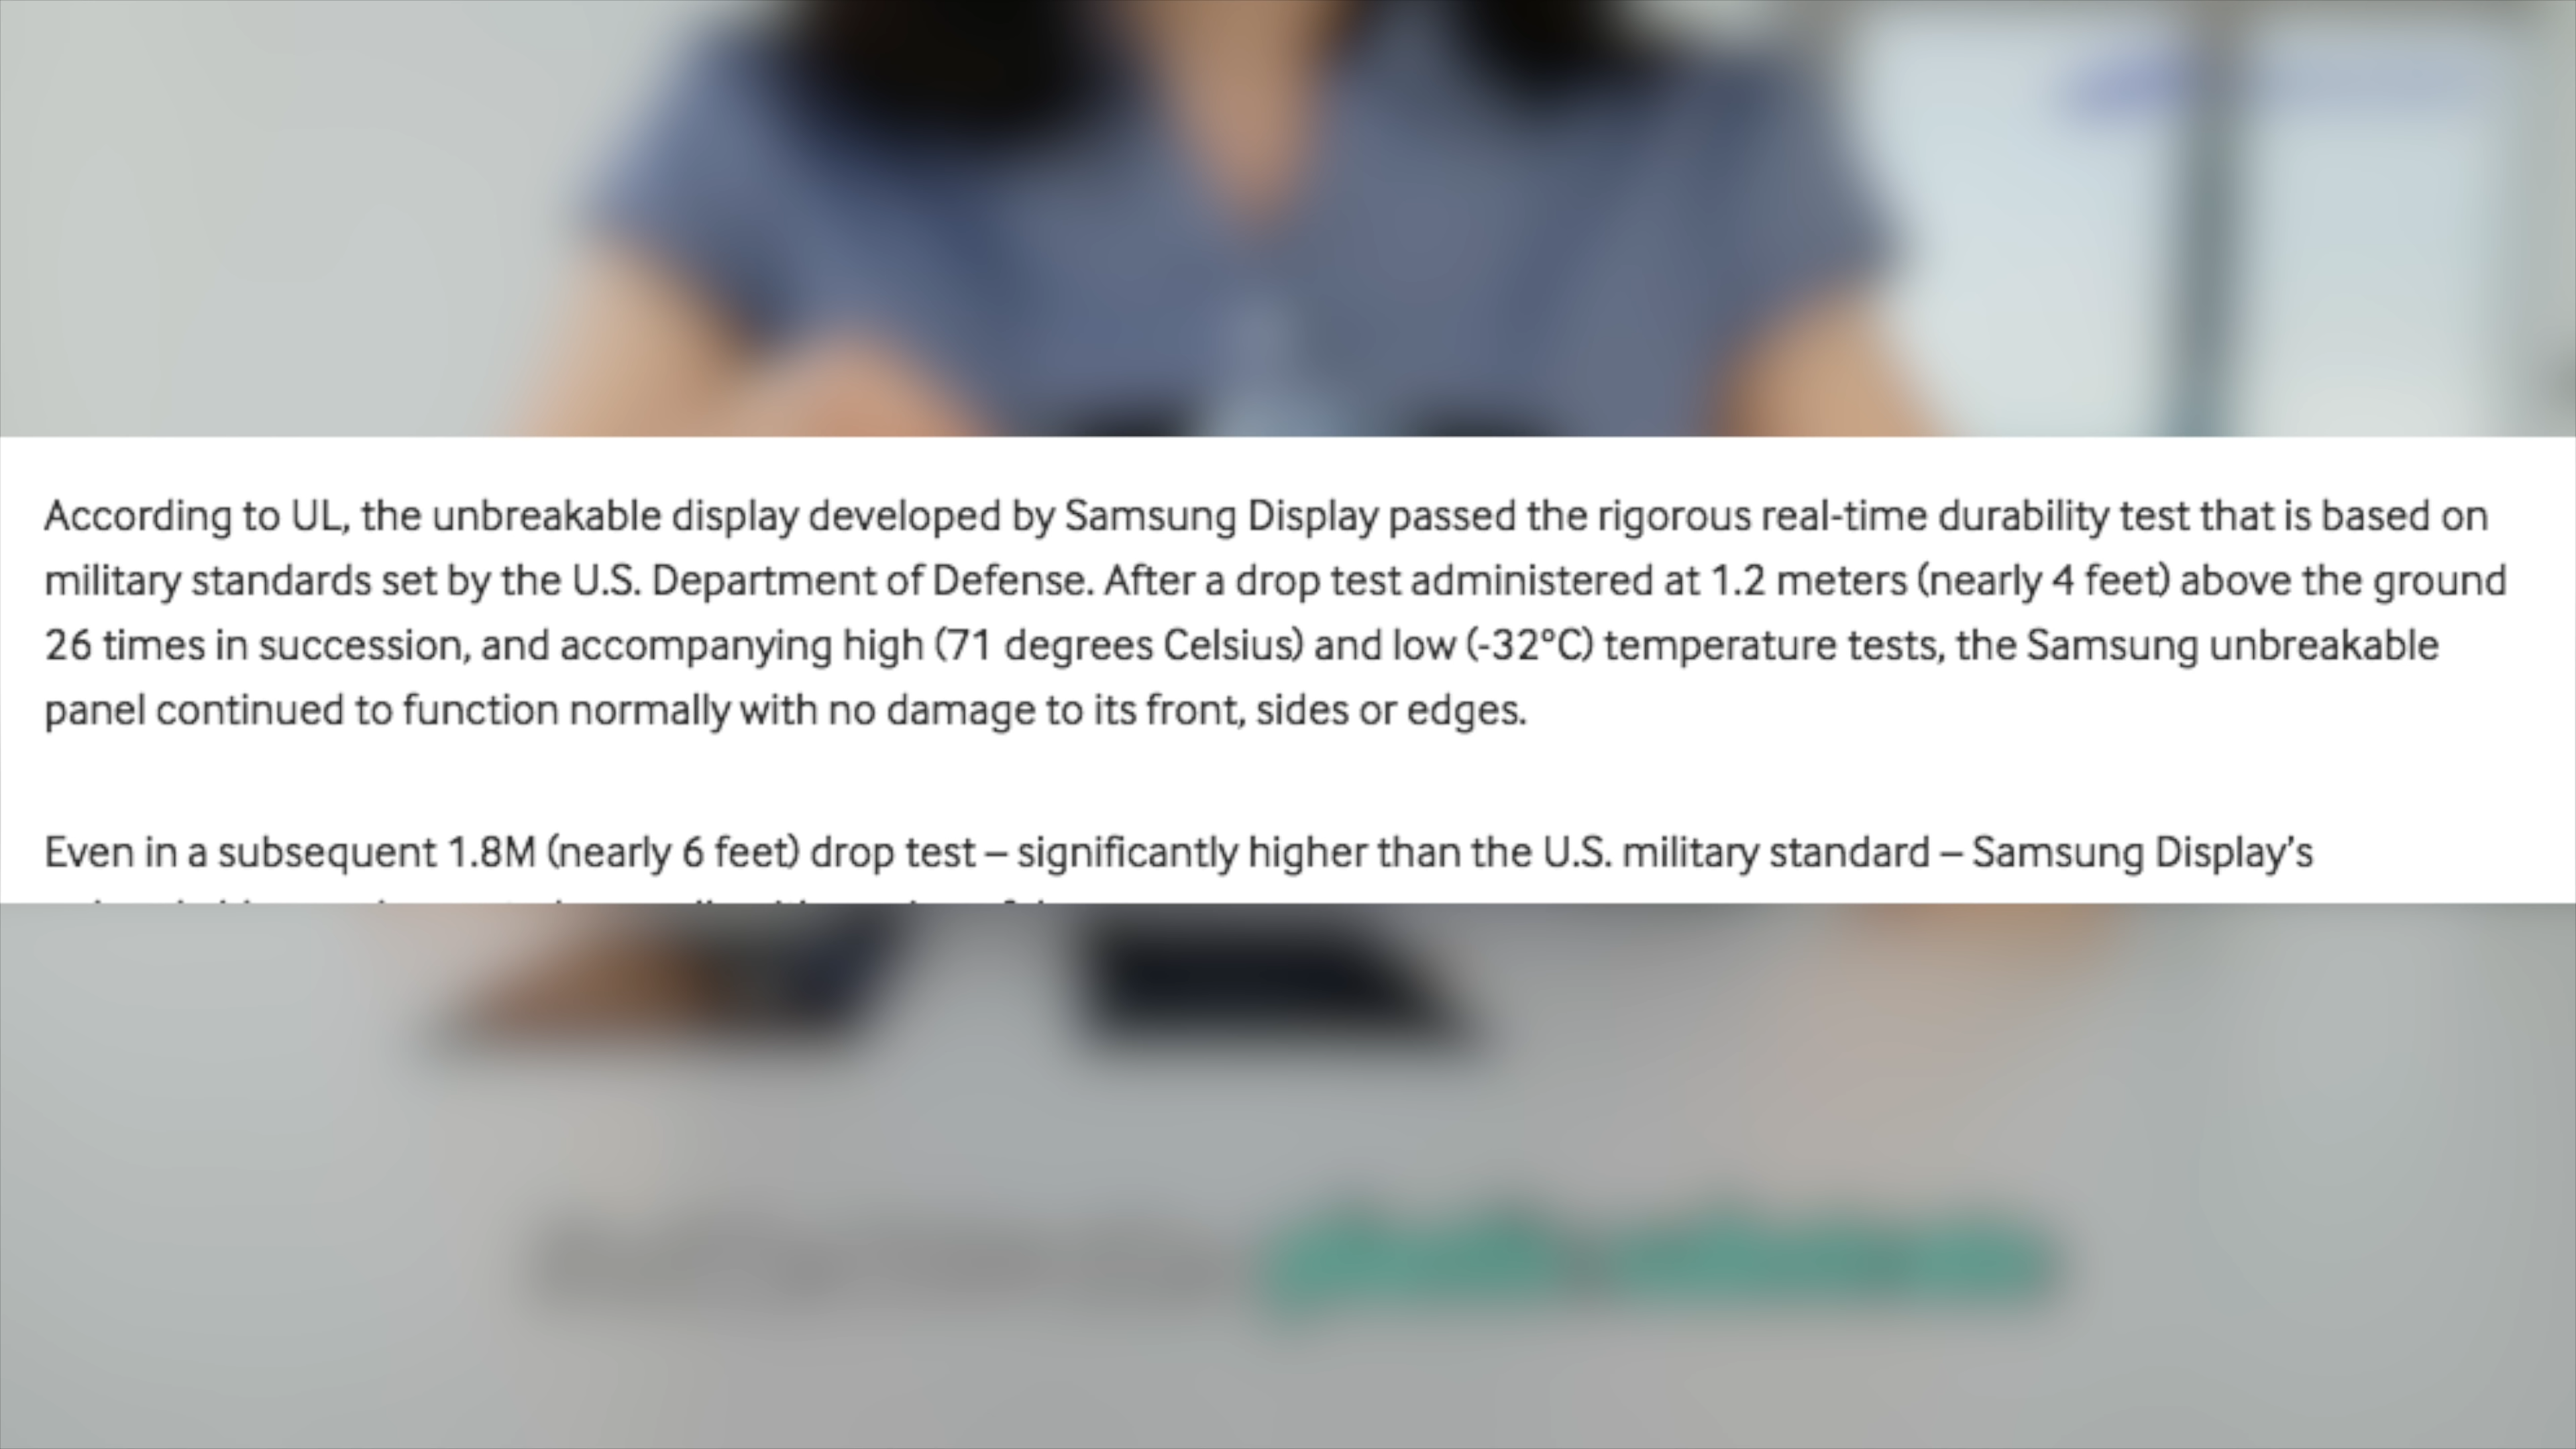 According to UL, the unbreakable display developed by Samsung Display passed the rigorous real-time durability test that is based on
military standards set by the U.S. Department of Defense. After a drop test administered at 1.2 meters (nearly 4 feet) above the ground
26 times in succession, and accompanying high (71 degrees Celsius) and low (-32°C) temperature tests, the Samsung unbreakable
panel continued to function normally with no damage to its front, sides or edges.
Even in a subsequent 1.8M (nearly 6 feet) drop test – significantly higher than the U.S. military standard – Samsung Display’s